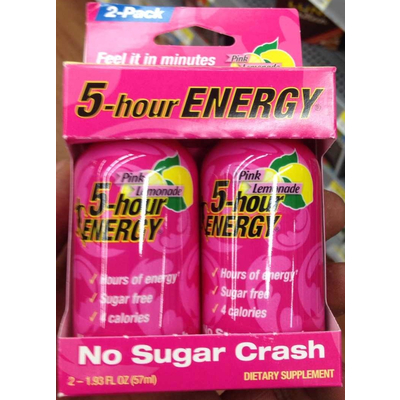 2-Pack
Feel it in minutes
Pink
Lemonade
5-hour ENERGY
Pink
Lemonade
5-hour
ENERGY
✓ Hours of energy†
✓ Sugar free
✓ 4 calories
Pink
Lemonade
5-hour
ENERGY
✓ Hours of energy†
✓ Sugar free
✓ 4 calories
No Sugar Crash
2 – 1.93 FL OZ (57ml)
DIETARY SUPPLEMENT